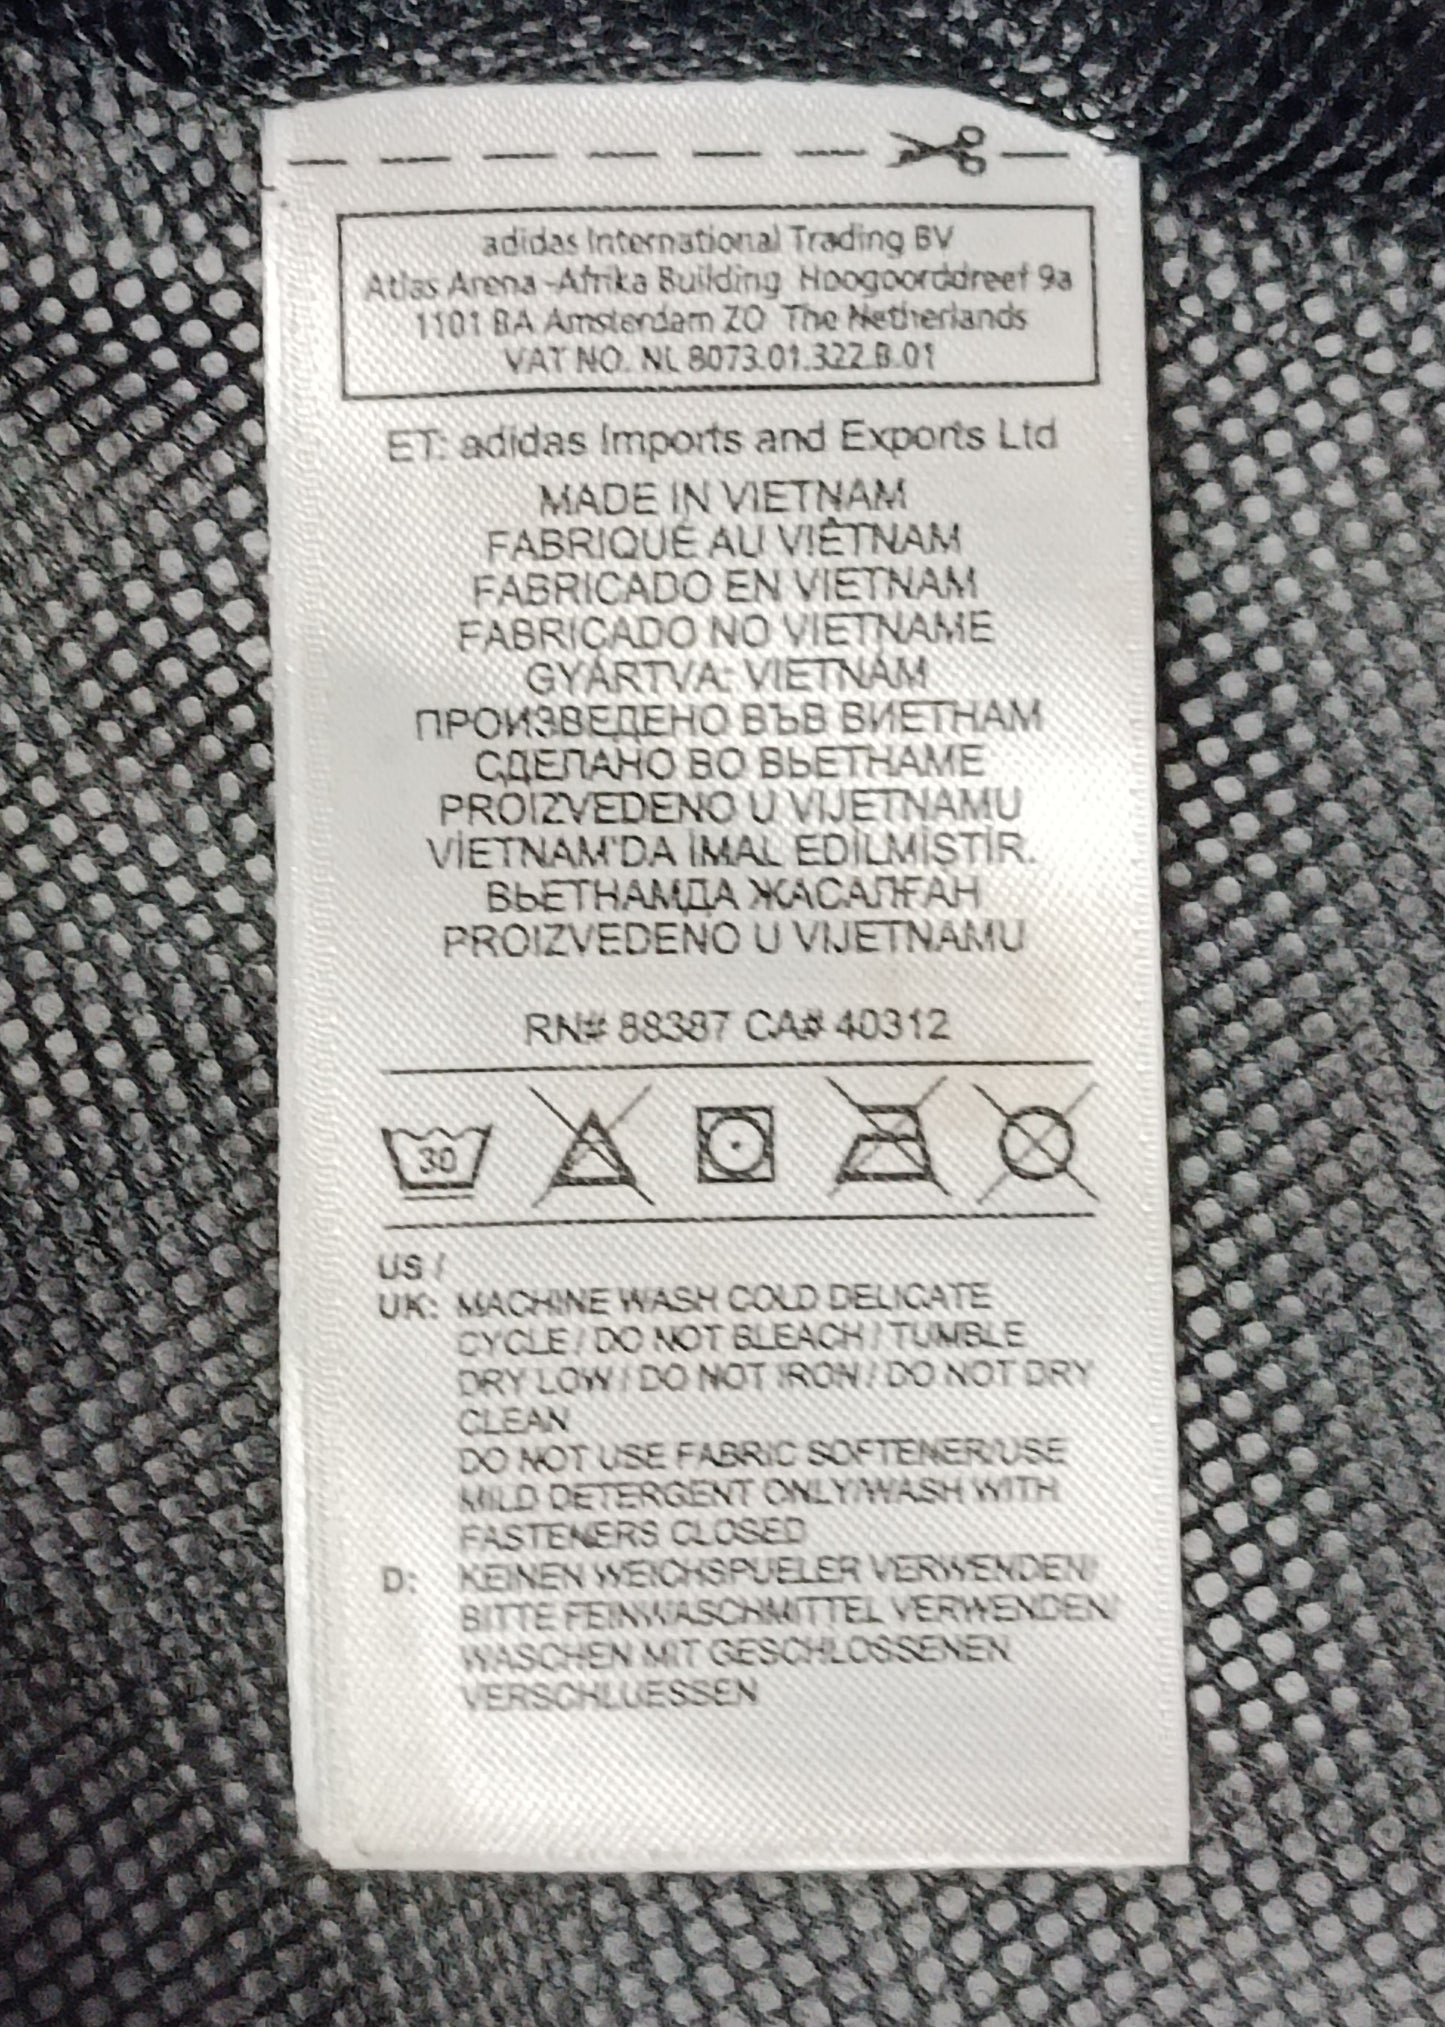 adidas International Trading BV
Atlas Arena-Afrika Building Hoogoorddreef 9a
1101 BA Amsterdam ZO The Netherlands
VAT NO. NL 8073.01.322.B.01
ET: adidas Imports and Exports Ltd
MADE IN VIETNAM
FABRIQUÉ AU VIÊTNAM
FABRICADO EN VIETNAM
FABRICADO NO VIETNAME
GYÁRTVA: VIETNÁM
ПРОИЗВЕДЕНО ВЪВ ВИЕТНАМ
СДЕЛАНО ВО ВЬЕТНАМЕ
PROIZVEDENO U VIJETNAMU
VİETNAM'DA İMAL EDİLMİŞTİR.
ВЬЕТНАМДА ЖАСАЛҒАН
PROIZVEDENO U VIJETNAMU
RN# 88387 CA# 40312
30
US /
UK: MACHINE WASH COLD DELICATE
CYCLE / DO NOT BLEACH / TUMBLE
DRY LOW / DO NOT IRON / DO NOT DRY
CLEAN
DO NOT USE FABRIC SOFTENER/USE
MILD DETERGENT ONLY/WASH WITH
FASTENERS CLOSED
D: KEINEN WEICHSPUELER VERWENDEN/
BITTE FEINWASCHMITTEL VERWENDEN/
WASCHEN MIT GESCHLOSSENEN
VERSCHLUESSEN